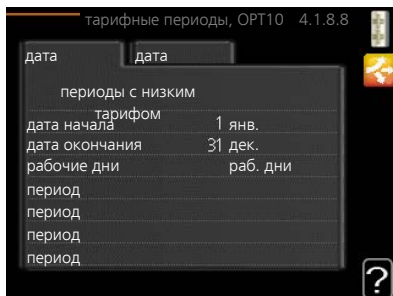 тарифные периоды, OPT10 4.1.8.8
дата дата
периоды с низким
тарифом
дата начала 1 янв.
дата окончания 31 дек.
рабочие дни раб. дни
период
период
период
период
?